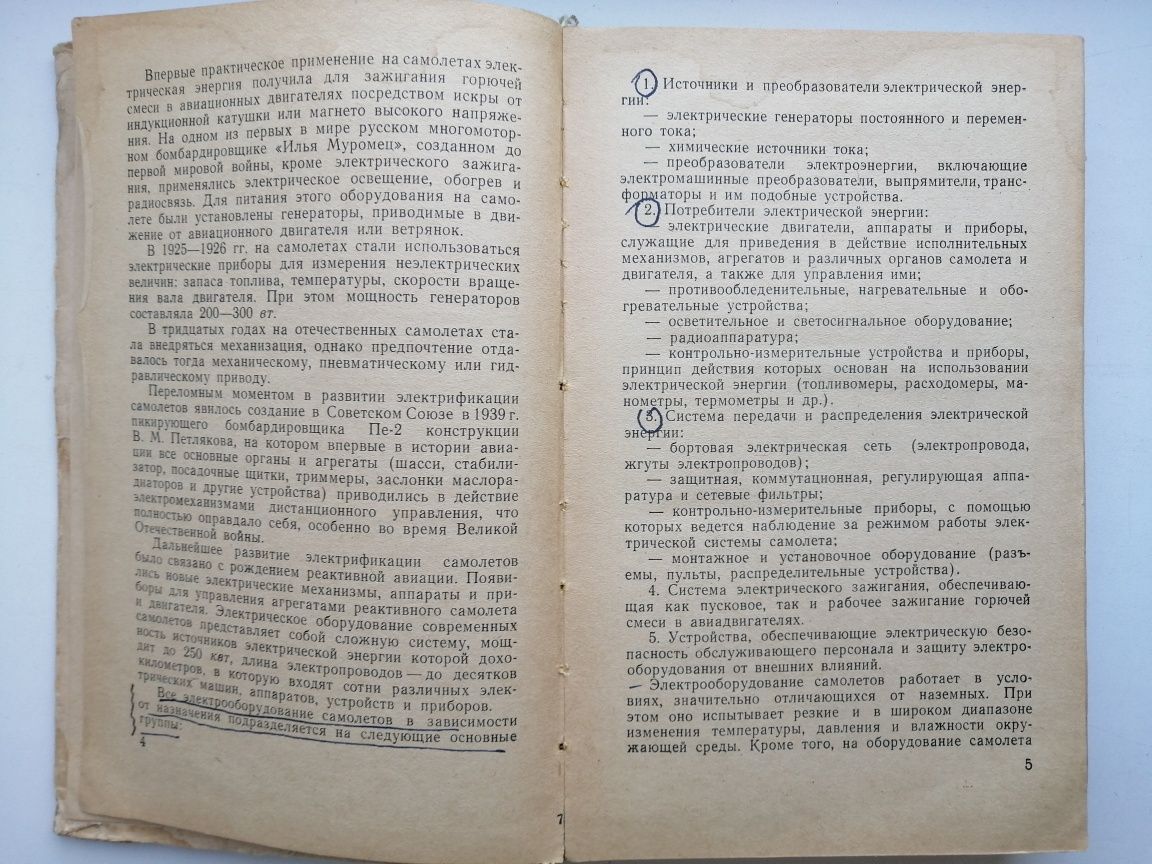 Впервые практическое применение на самолетах элек-
трическая энергия получила для зажигания горючей
смеси в авиационных двигателях посредством искры от
индукционной катушки или магнето высокого напряже-
ния. На одном из первых в мире русском многомотор-
ном бомбардировщике «Илья Муромец», созданном до
первой мировой войны, кроме электрического зажига-
ния, применялись электрическое освещение, обогрев и
радиосвязь. Для питания этого оборудования на само-
лете были установлены генераторы, приводимые в дви-
жение от авиационного двигателя или ветрянок.
В 1925—1926 гг. на самолетах стали использоваться
электрические приборы для измерения неэлектрических
величин: запаса топлива, температуры, скорости враще-
ния вала двигателя. При этом мощность генераторов
составляла 200—300 вт.
В тридцатых годах на отечественных самолетах ста-
ла внедряться механизация, однако предпочтение отда-
валось тогда механическому, пневматическому или гид-
равлическому приводу.
Переломным моментом в развитии электрификации
самолетов явилось создание в Советском Союзе в 1939 г.
пикирующего бомбардировщика Пе-2 конструкции
В. М. Петлякова, на котором впервые в истории авиа-
ции все основные органы и агрегаты (шасси, стабили-
затор, посадочные щитки, триммеры, заслонки маслора-
диаторов и другие устройства) приводились в действие
электромеханизмами дистанционного управления, что
полностью оправдало себя, особенно во время Великой
Отечественной войны.
Дальнейшее развитие электрификации самолетов
было связано с рождением реактивной авиации. Появи-
лись новые электрические механизмы, аппараты и при-
боры для управления агрегатами реактивного самолета
и двигателя. Электрическое оборудование современных
самолетов представляет собой сложную систему, мощ-
ность источников электрической энергии которой дохо-
дит до 250 квт, длина электропроводов — до десятков
километров, в которую входят сотни различных элек-
трических машин, аппаратов, устройств и приборов.
Все электрооборудование самолетов в зависимости
от назначения подразделяется на следующие основные
группы:
4
1. Источники и преобразователи электрической энер-
гии:
— электрические генераторы постоянного и перемен-
ного тока;
— химические источники тока;
— преобразователи электроэнергии, включающие
электромашинные преобразователи, выпрямители, транс-
форматоры и им подобные устройства.
2. Потребители электрической энергии:
— электрические двигатели, аппараты и приборы,
служащие для приведения в действие исполнительных
механизмов, агрегатов и различных органов самолета и
двигателя, а также для управления ими;
— противообледенительные, нагревательные и обо-
гревательные устройства;
— осветительное и светосигнальное оборудование;
— радиоаппаратура;
— контрольно-измерительные устройства и приборы,
принцип действия которых основан на использовании
электрической энергии (топливомеры, расходомеры, ма-
нометры, термометры и др.).
3. Система передачи и распределения электрической
энергии:
— бортовая электрическая сеть (электропровода,
жгуты электропроводов);
— защитная, коммутационная, регулирующая аппа-
ратура и сетевые фильтры;
— контрольно-измерительные приборы, с помощью
которых ведется наблюдение за режимом работы элек-
трической системы самолета;
— монтажное и установочное оборудование (разъ-
емы, пульты, распределительные устройства).
4. Система электрического зажигания, обеспечиваю-
щая как пусковое, так и рабочее зажигание горючей
смеси в авиадвигателях.
5. Устройства, обеспечивающие электрическую безо-
пасность обслуживающего персонала и защиту электро-
оборудования от внешних влияний.
Электрооборудование самолетов работает в усло-
виях, значительно отличающихся от наземных. При
этом оно испытывает резкие и в широком диапазоне
изменения температуры, давления и влажности окру-
жающей среды. Кроме того, на оборудование самолета
5
7